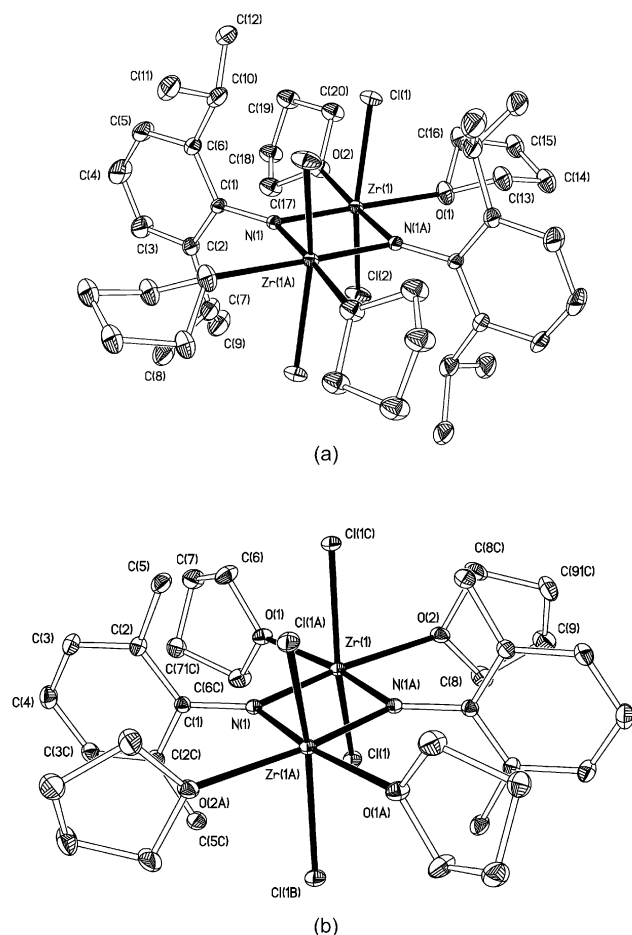 C(12)
C(11)
C(10)
C(20)
C(19)
Cl(1)
C(5)
C(6)
O(2)
C(16)
C(15)
C(4)
C(18)
C(1)
Zr(1)
C(14)
C(17)
O(1)
C(13)
C(3)
C(2)
N(1)
N(1A)
Zr(1A)
Cl(2)
C(7)
C(9)
C(8)
(a)
Cl(1C)
C(8C)
C(7)
C(6)
C(5)
C(91C)
O(1)
Cl(1A)
O(2)
C(3)
C(2)
Zr(1)
C(9)
C(71C)
C(6C)
N(1A)
C(8)
C(4)
C(1)
N(1)
C(3C)
C(2C)
Zr(1A)
Cl(1)
O(2A)
O(1A)
C(5C)
Cl(1B)
(b)